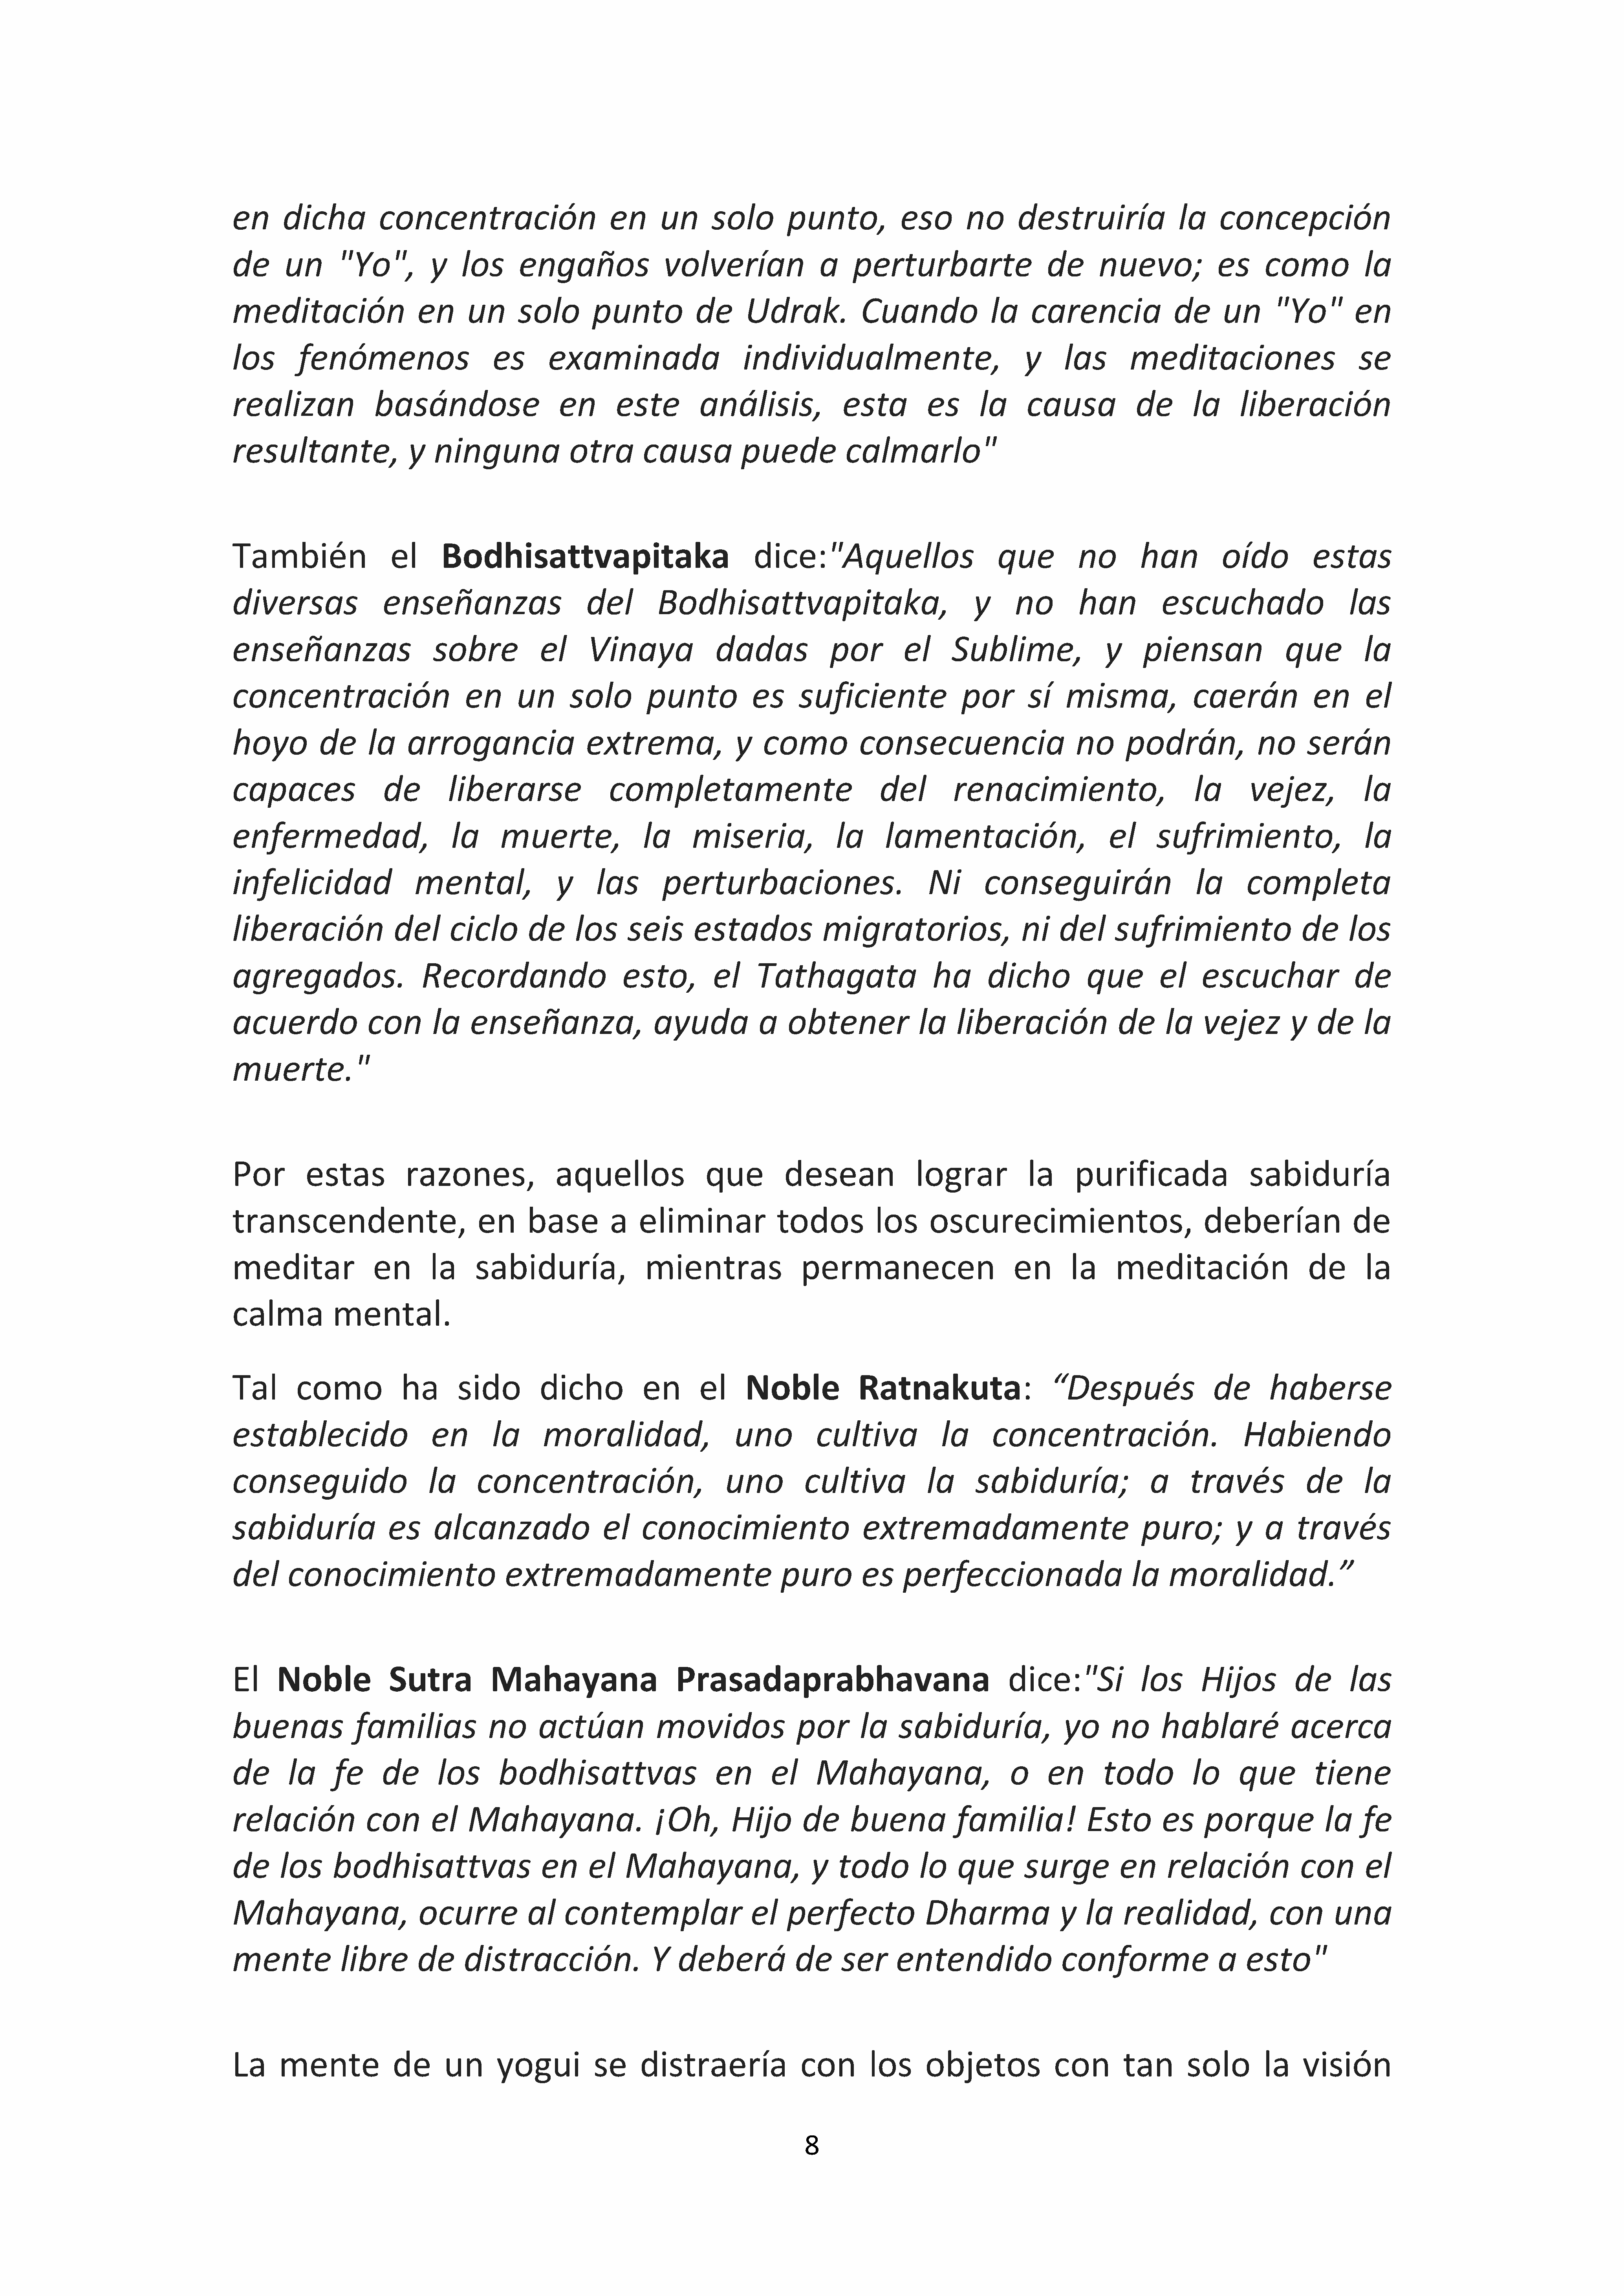 en dicha concentración en un solo punto, eso no destruiría la concepción
de un "Yo", y los engaños volverían a perturbarte de nuevo; es como la
meditación en un solo punto de Udrak. Cuando la carencia de un "Yo" en
los fenómenos es examinada individualmente, y las meditaciones se
realizan basándose en este análisis, esta es la causa de la liberación
resultante, y ninguna otra causa puede calmarlo"
También el Bodhisattvapitaka dice:"Aquellos que no han oído estas
diversas enseñanzas del Bodhisattvapitaka, y no han escuchado las
enseñanzas sobre el Vinaya dadas por el Sublime, y piensan que la
concentración en un solo punto es suficiente por sí misma, caerán en el
hoyo de la arrogancia extrema, y como consecuencia no podrán, no serán
capaces de liberarse completamente del renacimiento, la vejez, la
enfermedad, la muerte, la miseria, la lamentación, el sufrimiento, la
infelicidad mental, y las perturbaciones. Ni conseguirán la completa
liberación del ciclo de los seis estados migratorios, ni del sufrimiento de los
agregados. Recordando esto, el Tathagata ha dicho que el escuchar de
acuerdo con la enseñanza, ayuda a obtener la liberación de la vejez y de la
muerte."
Por estas razones, aquellos que desean lograr la purificada sabiduría
transcendente, en base a eliminar todos los oscurecimientos, deberían de
meditar en la sabiduría, mientras permanecen en la meditación de la
calma mental.
Tal como ha sido dicho en el Noble Ratnakuta: “Después de haberse
establecido en la moralidad, uno cultiva la concentración. Habiendo
conseguido la concentración, uno cultiva la sabiduría; a través de la
sabiduría es alcanzado el conocimiento extremadamente puro; y a través
del conocimiento extremadamente puro es perfeccionada la moralidad.”
El Noble Sutra Mahayana Prasadaprabhavana dice:"Si los Hijos de las
buenas familias no actúan movidos por la sabiduría, yo no hablaré acerca
de la fe de los bodhisattvas en el Mahayana, o en todo lo que tiene
relación con el Mahayana. ¡Oh, Hijo de buena familia! Esto es porque la fe
de los bodhisattvas en el Mahayana, y todo lo que surge en relación con el
Mahayana, ocurre al contemplar el perfecto Dharma y la realidad, con una
mente libre de distracción. Y deberá de ser entendido conforme a esto"
La mente de un yogui se distraería con los objetos con tan solo la visión
8